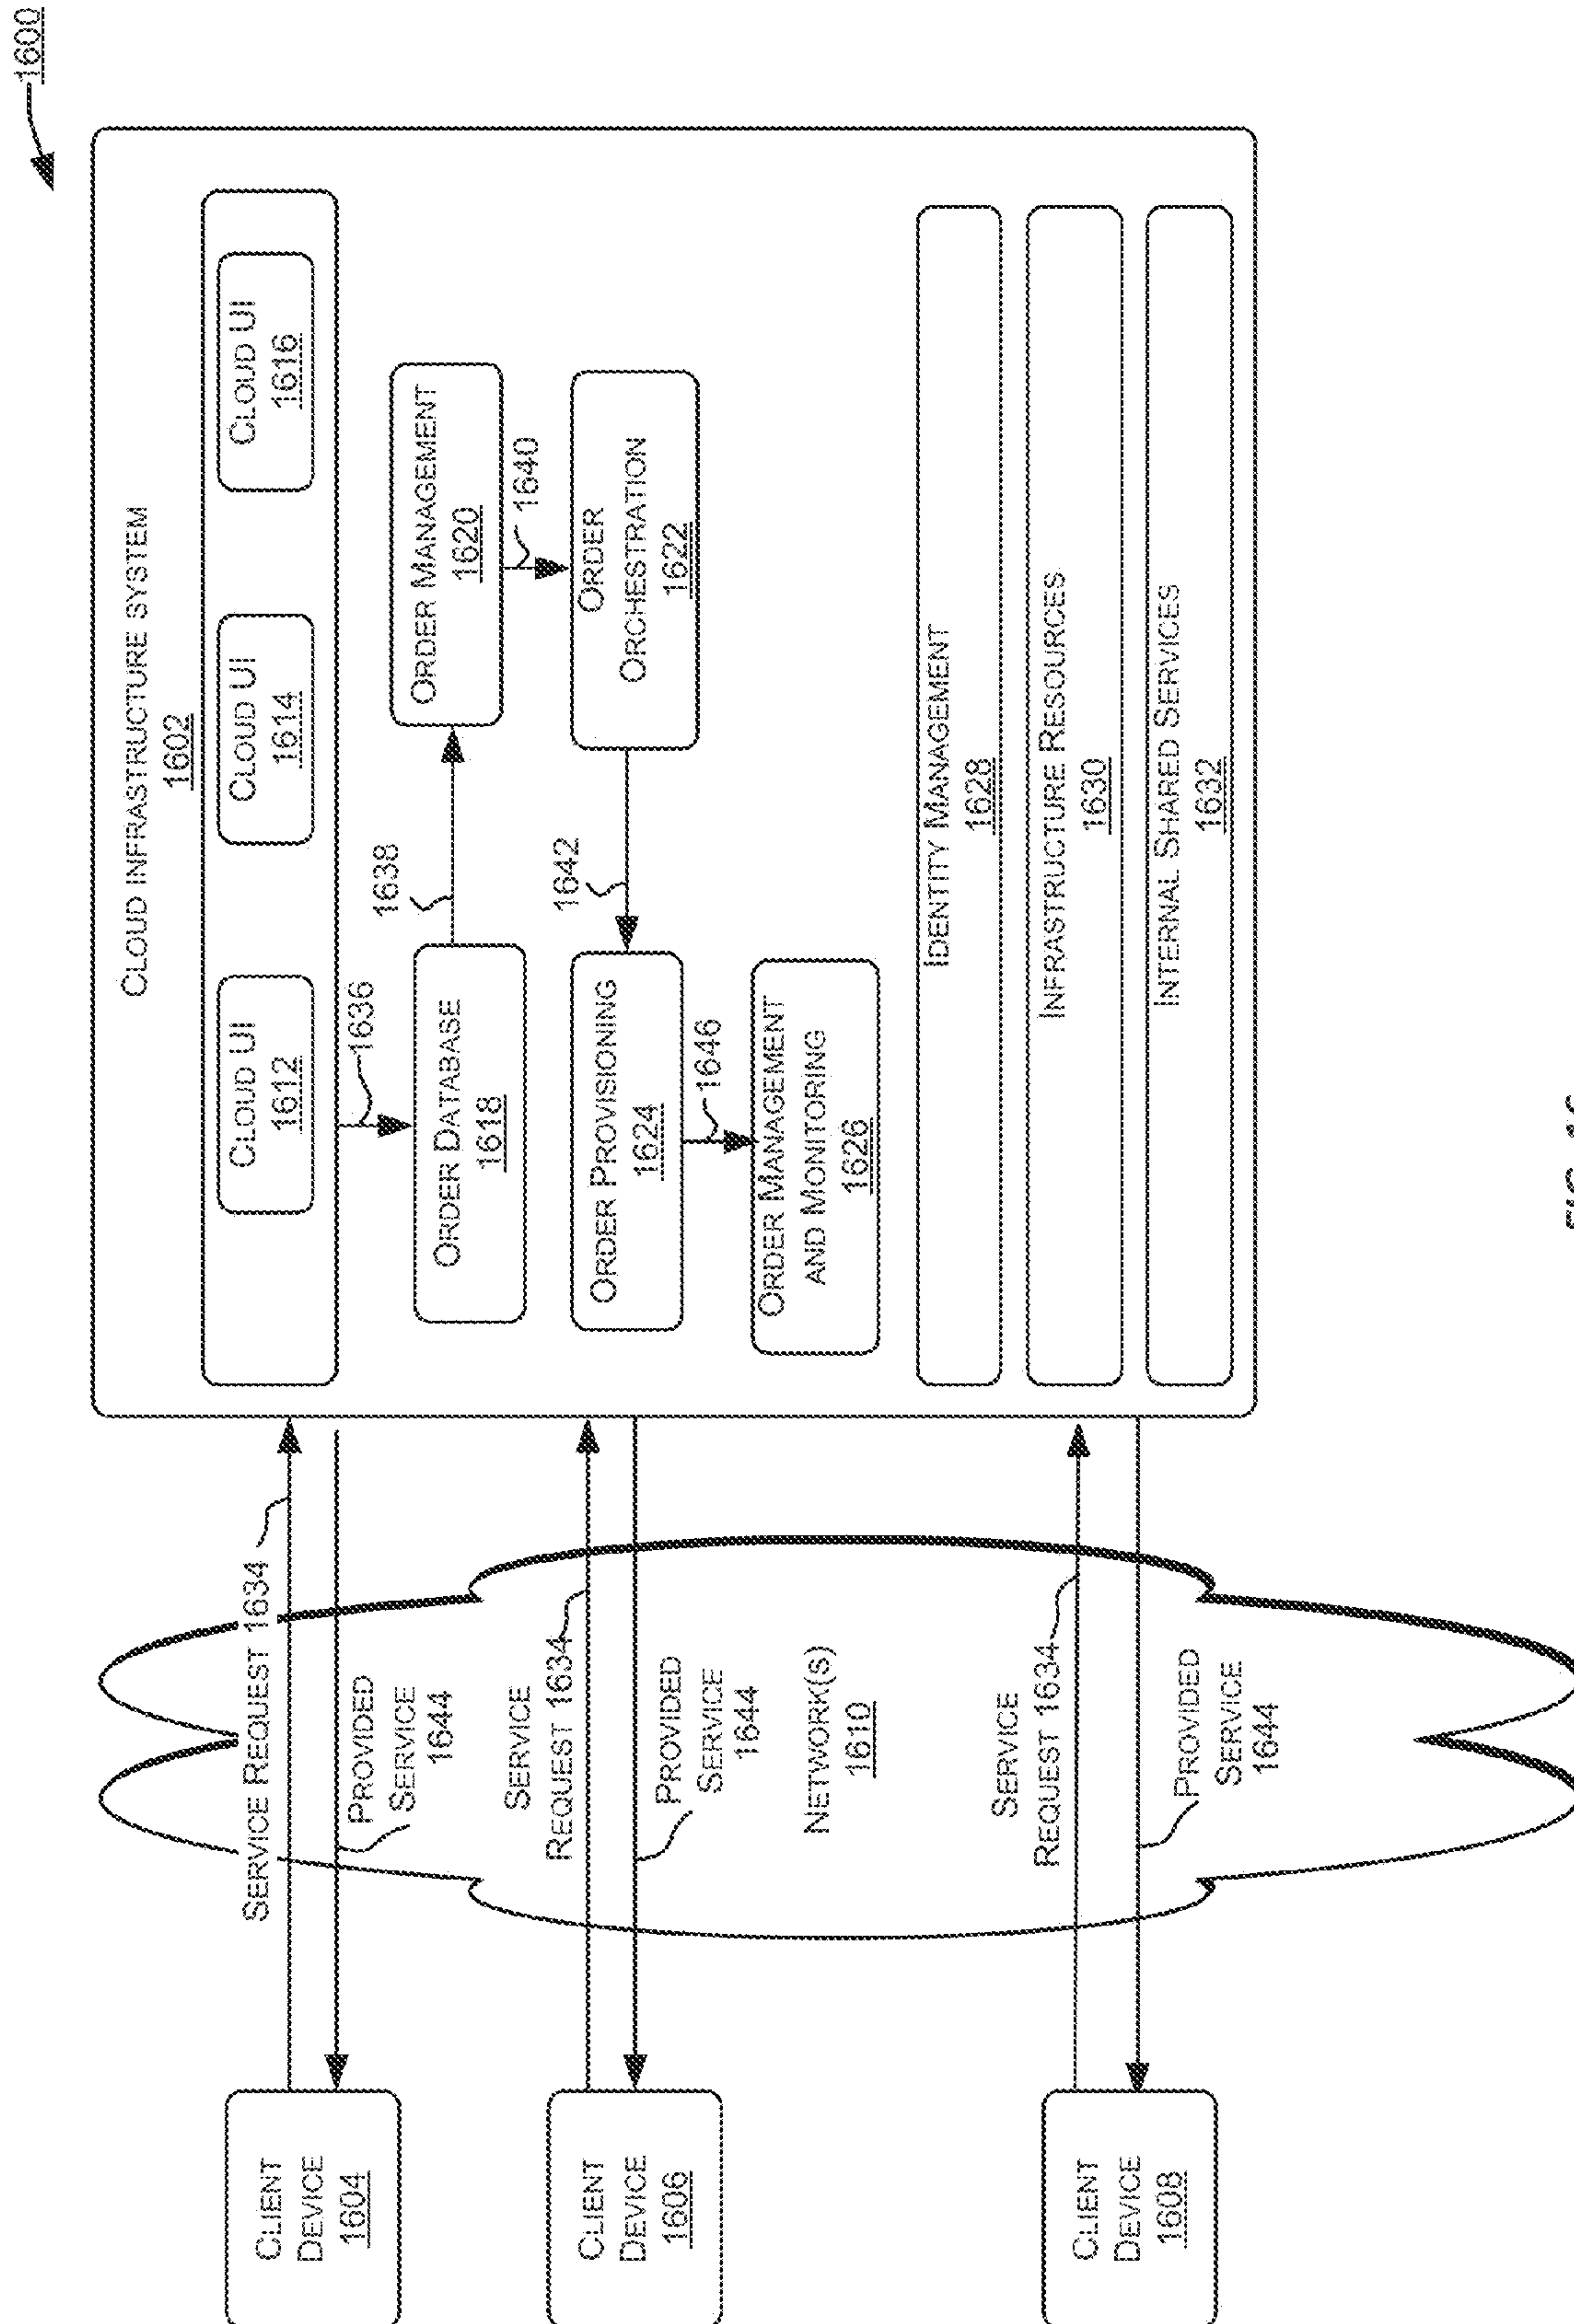 1600
CLOUD INFRASTRUCTURE SYSTEM
1602
CLOUD UI
1612
CLOUD UI
1614
CLOUD UI
1616
1636
ORDER DATABASE
1618
1638
ORDER MANAGEMENT
1620
1640
ORDER
ORCHESTRATION
1622
1642
ORDER PROVISIONING
1624
1646
ORDER MANAGEMENT
AND MONITORING
1626
IDENTITY MANAGEMENT
1628
INFRASTRUCTURE RESOURCES
1630
INTERNAL SHARED SERVICES
1632
CLIENT
DEVICE
1604
SERVICE REQUEST 1634
PROVIDED
SERVICE
1644
CLIENT
DEVICE
1606
SERVICE
REQUEST 1634
PROVIDED
SERVICE
1644
NETWORK(S)
1610
CLIENT
DEVICE
1608
SERVICE
REQUEST 1634
PROVIDED
SERVICE
1644